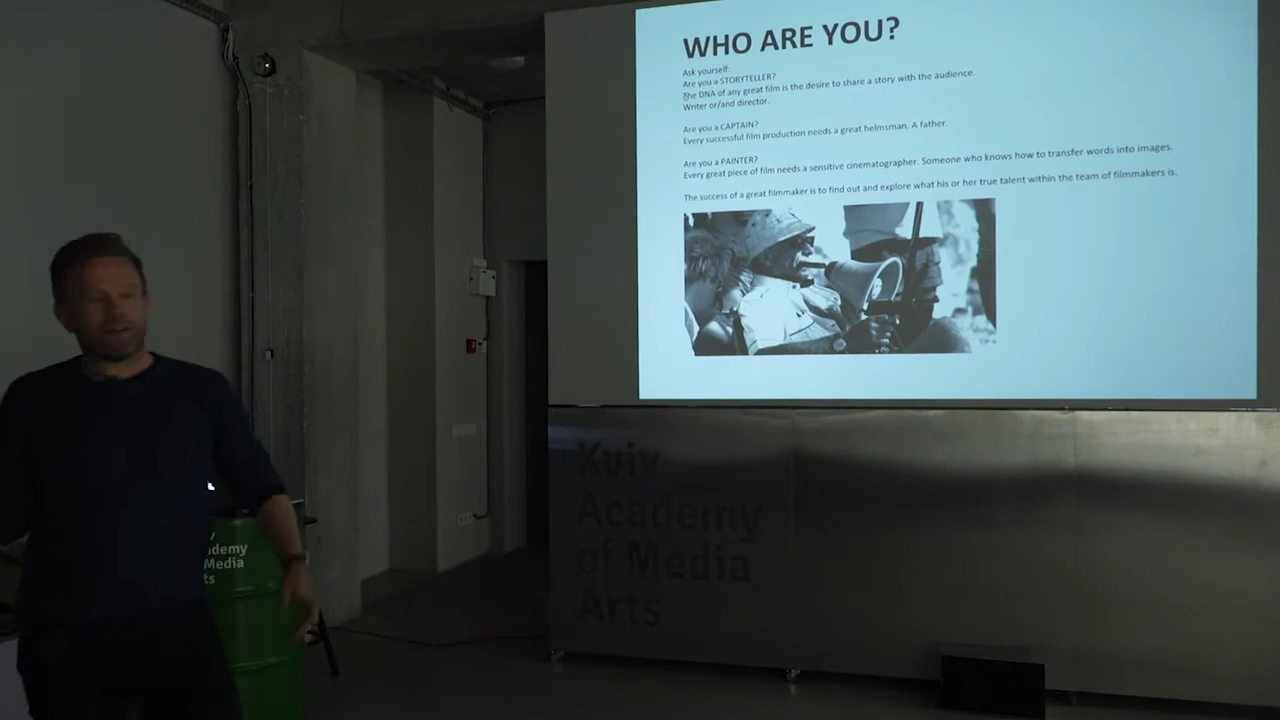 WHO ARE YOU?
Ask yourself:
Are you a STORYTELLER?
The DNA of any great film is the desire to share a story with the audience.
Writer or/and director.
Are you a CAPTAIN?
Every successful film production needs a great helmsman. A father.
Are you a PAINTER?
Every great piece of film needs a sensitive cinematographer. Someone who knows how to transfer words into images.
The success of a great filmmaker is to find out and explore what his or her true talent within the team of filmmakers is.
Kyiv
Academy
of Media
Arts
v
demy
Media
ts